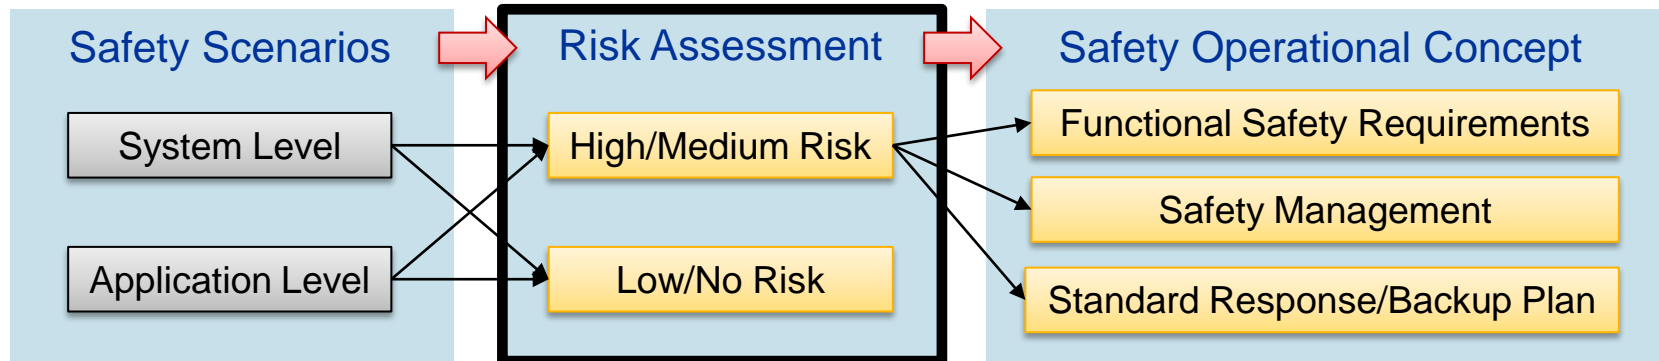 Safety Scenarios
System Level
Application Level
Risk Assessment
High/Medium Risk
Low/No Risk
Safety Operational Concept
Functional Safety Requirements
Safety Management
Standard Response/Backup Plan